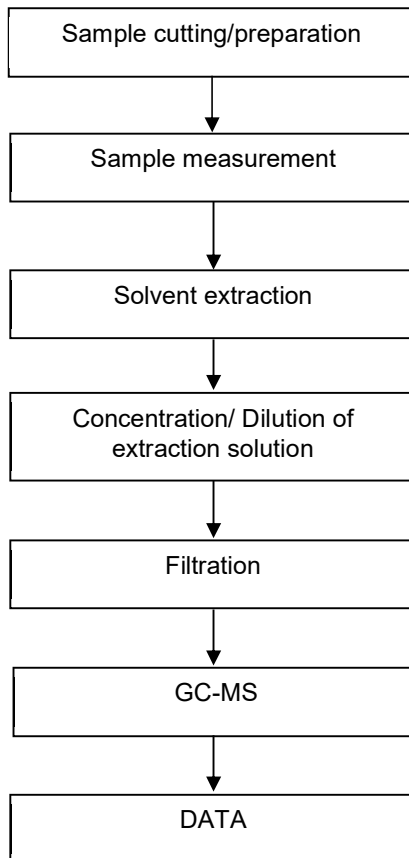 Sample cutting/preparation
Sample measurement
Solvent extraction
Concentration/ Dilution of
extraction solution
Filtration
GC-MS
DATA